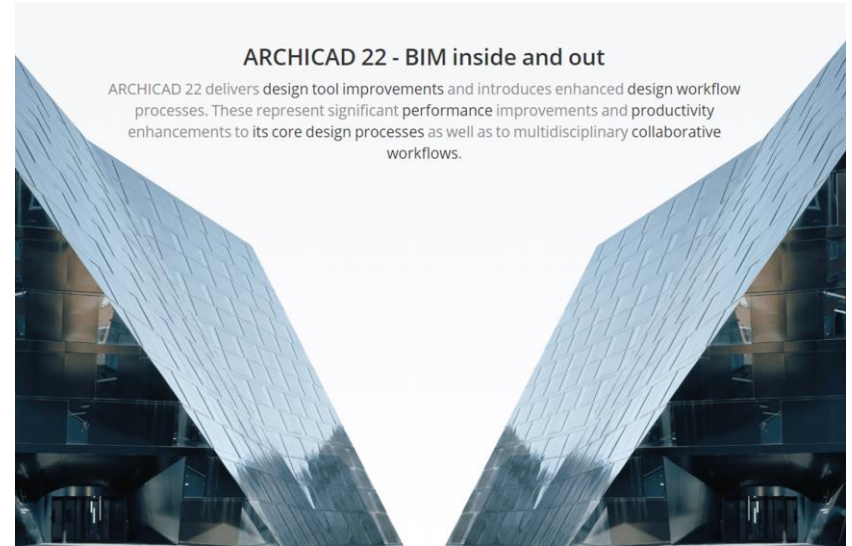 ARCHICAD 22 - BIM inside and out
ARCHICAD 22 delivers design tool improvements and introduces enhanced design workflow
processes. These represent significant performance improvements and productivity
enhancements to its core design processes as well as to multidisciplinary collaborative
workflows.